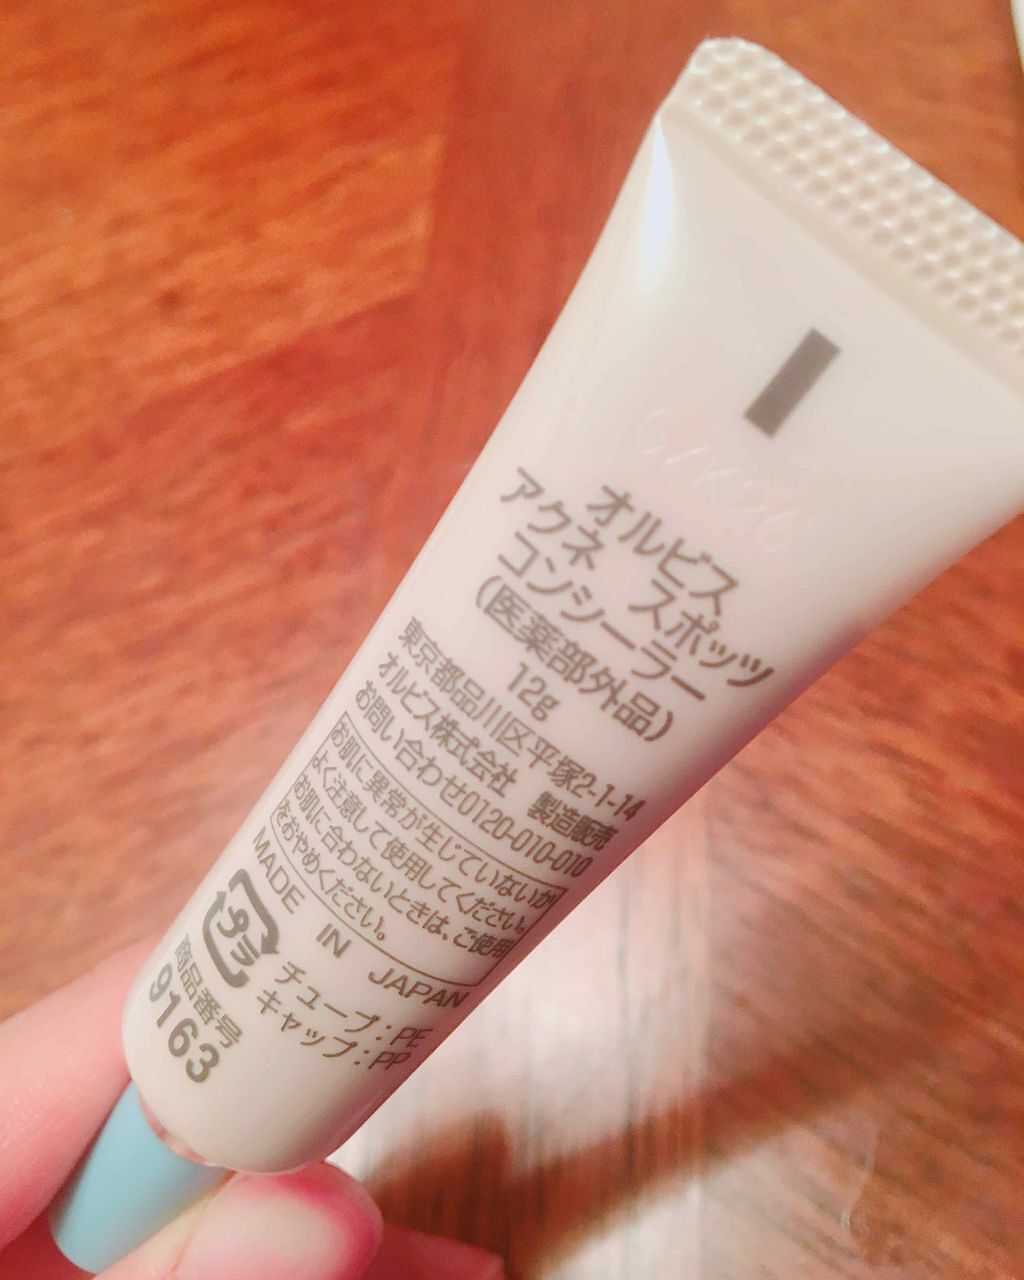 オルビス
アクネ スポッツ
コンシーラー
(医薬部外品)
12g
東京都品川区平塚2-1-14
オルビス株式会社 製造販売
お問い合わせ0120-010-010
お肌に異常が生じていないか
よく注意して使用してください。
お肌に合わないときは、ご使用
をおやめください。
MADE IN JAPAN
プラ
チューブ:PE
キャップ:PP
商品番号
9163